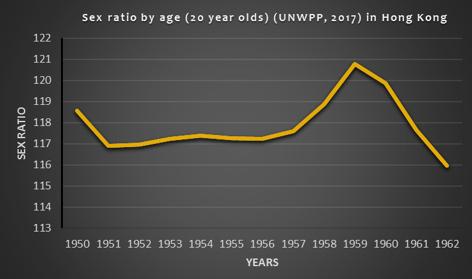 Sex ratio by age (20 year olds) (UNWPP, 2017) in Hong Kong
122
121
120
119
118
117
116
115
114
113
SEX RATIO
1950 1951 1952 1953 1954 1955 1956 1957 1958 1959 1960 1961 1962
YEARS